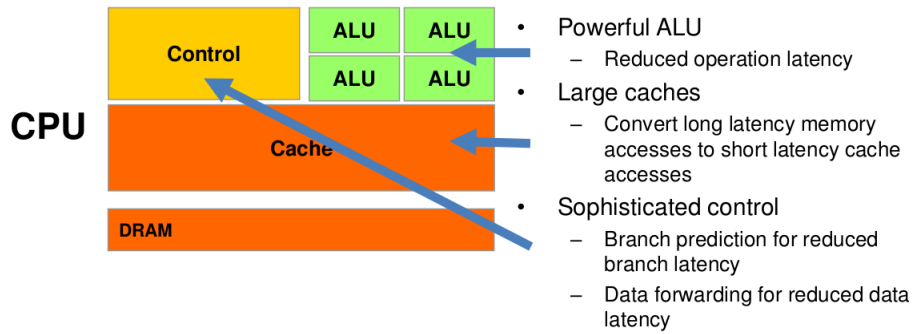 CPU
Control
ALU
ALU
ALU
ALU
Cache
DRAM
• Powerful ALU
– Reduced operation latency
• Large caches
– Convert long latency memory
accesses to short latency cache
accesses
• Sophisticated control
– Branch prediction for reduced
branch latency
– Data forwarding for reduced data
latency